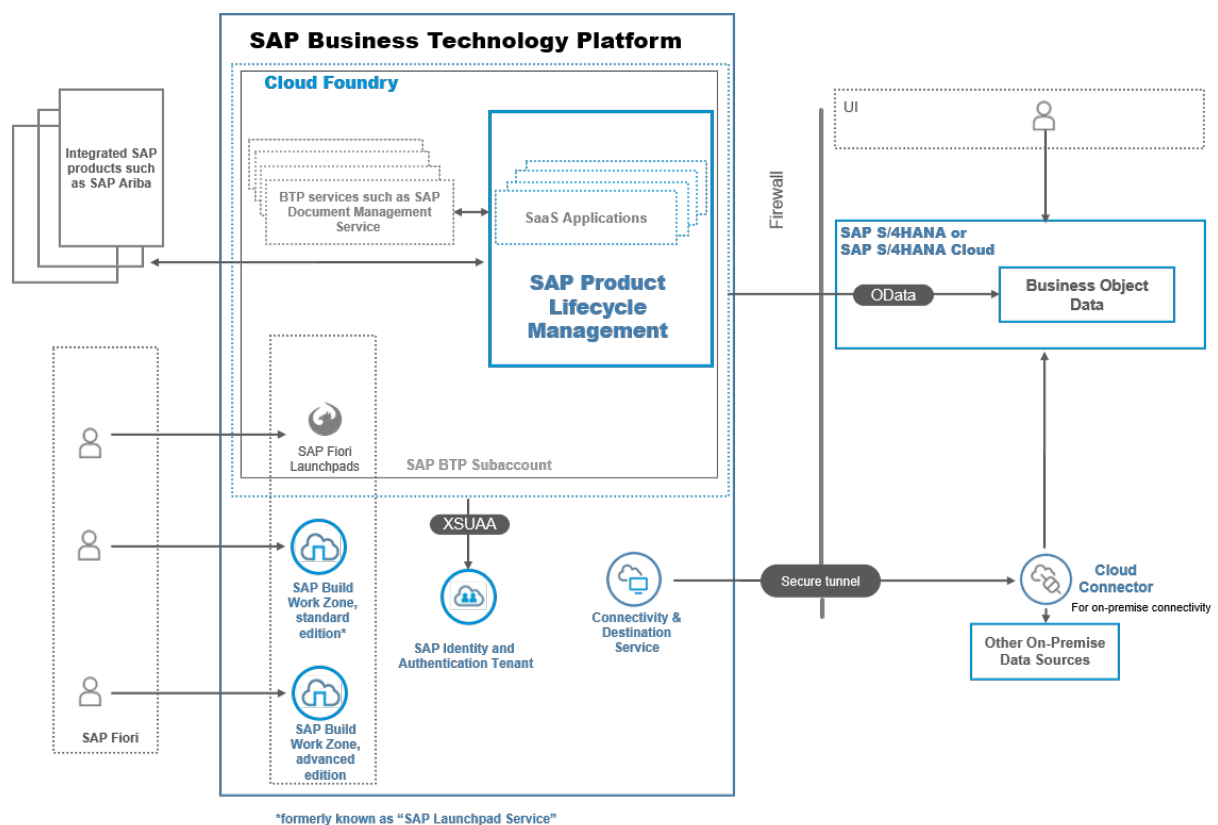 SAP Business Technology Platform
Cloud Foundry
Integrated SAP
products such
as SAP Ariba
BTP services such as SAP
Document Management
Service
SaaS Applications
SAP Product
Lifecycle
Management
SAP Fiori
Launchpads
SAP BTP Subaccount
XSUAA
SAP Build
Work Zone,
standard
edition*
SAP Identity and
Authentication Tenant
Connectivity &
Destination
Service
SAP Build
Work Zone,
advanced
edition
SAP Fiori
*formerly known as “SAP Launchpad Service”
Firewall
UI
SAP S/4HANA or
SAP S/4HANA Cloud
OData
Business Object
Data
Secure tunnel
Cloud
Connector
For on-premise connectivity
Other On-Premise
Data Sources